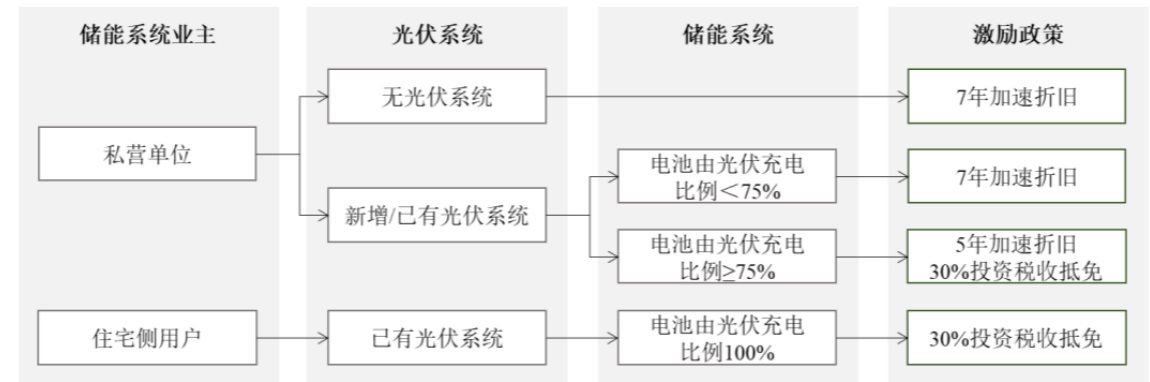 储能系统业主
光伏系统
储能系统
激励政策
私营单位
无光伏系统
7年加速折旧
新增/已有光伏系统
电池由光伏充电
比例＜75%
7年加速折旧
电池由光伏充电
比例≥75%
5年加速折旧
30%投资税收抵免
住宅侧用户
已有光伏系统
电池由光伏充电
比例100%
30%投资税收抵免